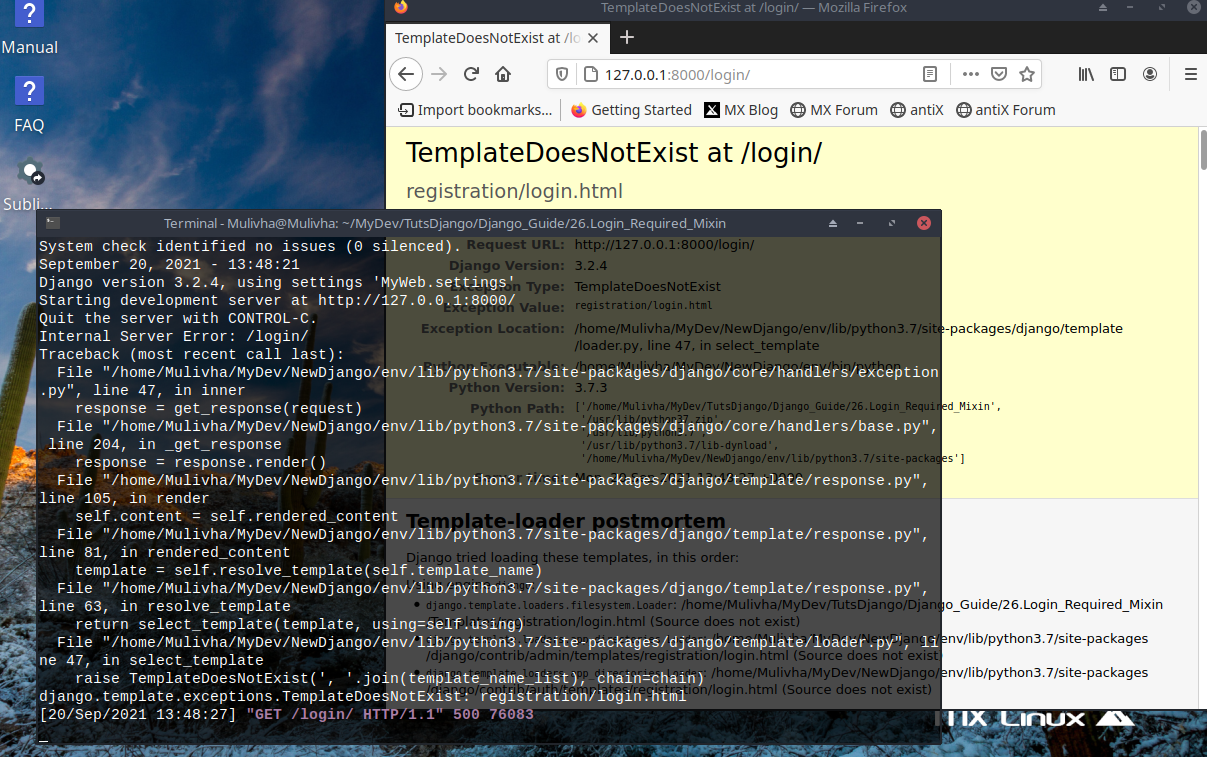 Manual
FAQ
Subli...
TemplateDoesNotExist at /login/ — Mozilla Firefox
TemplateDoesNotExist at /lo
127.0.0.1:8000/login/
Import bookmarks... Getting Started MX Blog MX Forum antiX antiX Forum
TemplateDoesNotExist at /login/
registration/login.html
Request URL: http://127.0.0.1:8000/login/
Django Version: 3.2.4
Exception Type: TemplateDoesNotExist
Exception Value: registration/login.html
Exception Location: /home/Mulivha/MyDev/NewDjango/env/lib/python3.7/site-packages/django/template
/loader.py, line 47, in select_template
Python Executable: /home/Mulivha/MyDev/NewDjango/env/bin/python
Python Version: 3.7.3
Python Path: ['/home/Mulivha/MyDev/TutsDjango/Django_Guide/26.Login_Required_Mixin',
'/usr/lib/python37.zip',
'/usr/lib/python3.7',
'/usr/lib/python3.7/lib-dynload',
'/home/Mulivha/MyDev/NewDjango/env/lib/python3.7/site-packages']
Template-loader postmortem
Django tried loading these templates, in this order:
django.template.loaders.filesystem.Loader: /home/Mulivha/MyDev/TutsDjango/Django_Guide/26.Login_Required_Mixin
/registration/login.html (Source does not exist)
/home/Mulivha/MyDev/NewDjango/env/lib/python3.7/site-packages
/django/contrib/admin/templates/registration/login.html (Source does not exist)
/home/Mulivha/MyDev/NewDjango/env/lib/python3.7/site-packages
/django/contrib/auth/templates/registration/login.html (Source does not exist)
Terminal - Mulivha@Mulivha: ~/MyDev/TutsDjango/Django_Guide/26.Login_Required_Mixin
System check identified no issues (0 silenced).
September 20, 2021 - 13:48:21
Django version 3.2.4, using settings 'MyWeb.settings'
Starting development server at http://127.0.0.1:8000/
Quit the server with CONTROL-C.
Internal Server Error: /login/
Traceback (most recent call last):
File "/home/Mulivha/MyDev/NewDjango/env/lib/python3.7/site-packages/django/core/handlers/exception
.py", line 47, in inner
response = get_response(request)
File "/home/Mulivha/MyDev/NewDjango/env/lib/python3.7/site-packages/django/core/handlers/base.py",
line 204, in _get_response
response = response.render()
File "/home/Mulivha/MyDev/NewDjango/env/lib/python3.7/site-packages/django/template/response.py",
line 105, in render
self.content = self.rendered_content
File "/home/Mulivha/MyDev/NewDjango/env/lib/python3.7/site-packages/django/template/response.py",
line 81, in rendered_content
template = self.resolve_template(self.template_name)
File "/home/Mulivha/MyDev/NewDjango/env/lib/python3.7/site-packages/django/template/response.py",
line 63, in resolve_template
return select_template(template, using=self.using)
File "/home/Mulivha/MyDev/NewDjango/env/lib/python3.7/site-packages/django/template/loader.py", li
ne 47, in select_template
raise TemplateDoesNotExist(', '.join(template_name_list), chain=chain)
django.template.exceptions.TemplateDoesNotExist: registration/login.html
[20/Sep/2021 13:48:27] "GET /login/ HTTP/1.1" 500 76083
MX Linux